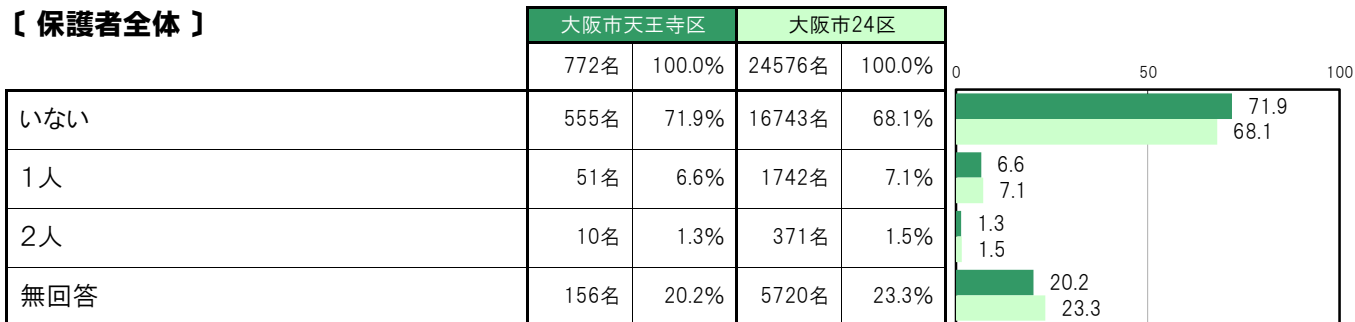 〔 保護者全体 〕
大阪市天王寺区 大阪市24区
772名 100.0% 24576名 100.0%
0 50 100
いない 555名 71.9% 16743名 68.1%
71.9
68.1
1人 51名 6.6% 1742名 7.1%
6.6
7.1
2人 10名 1.3% 371名 1.5%
1.3
1.5
無回答 156名 20.2% 5720名 23.3%
20.2
23.3